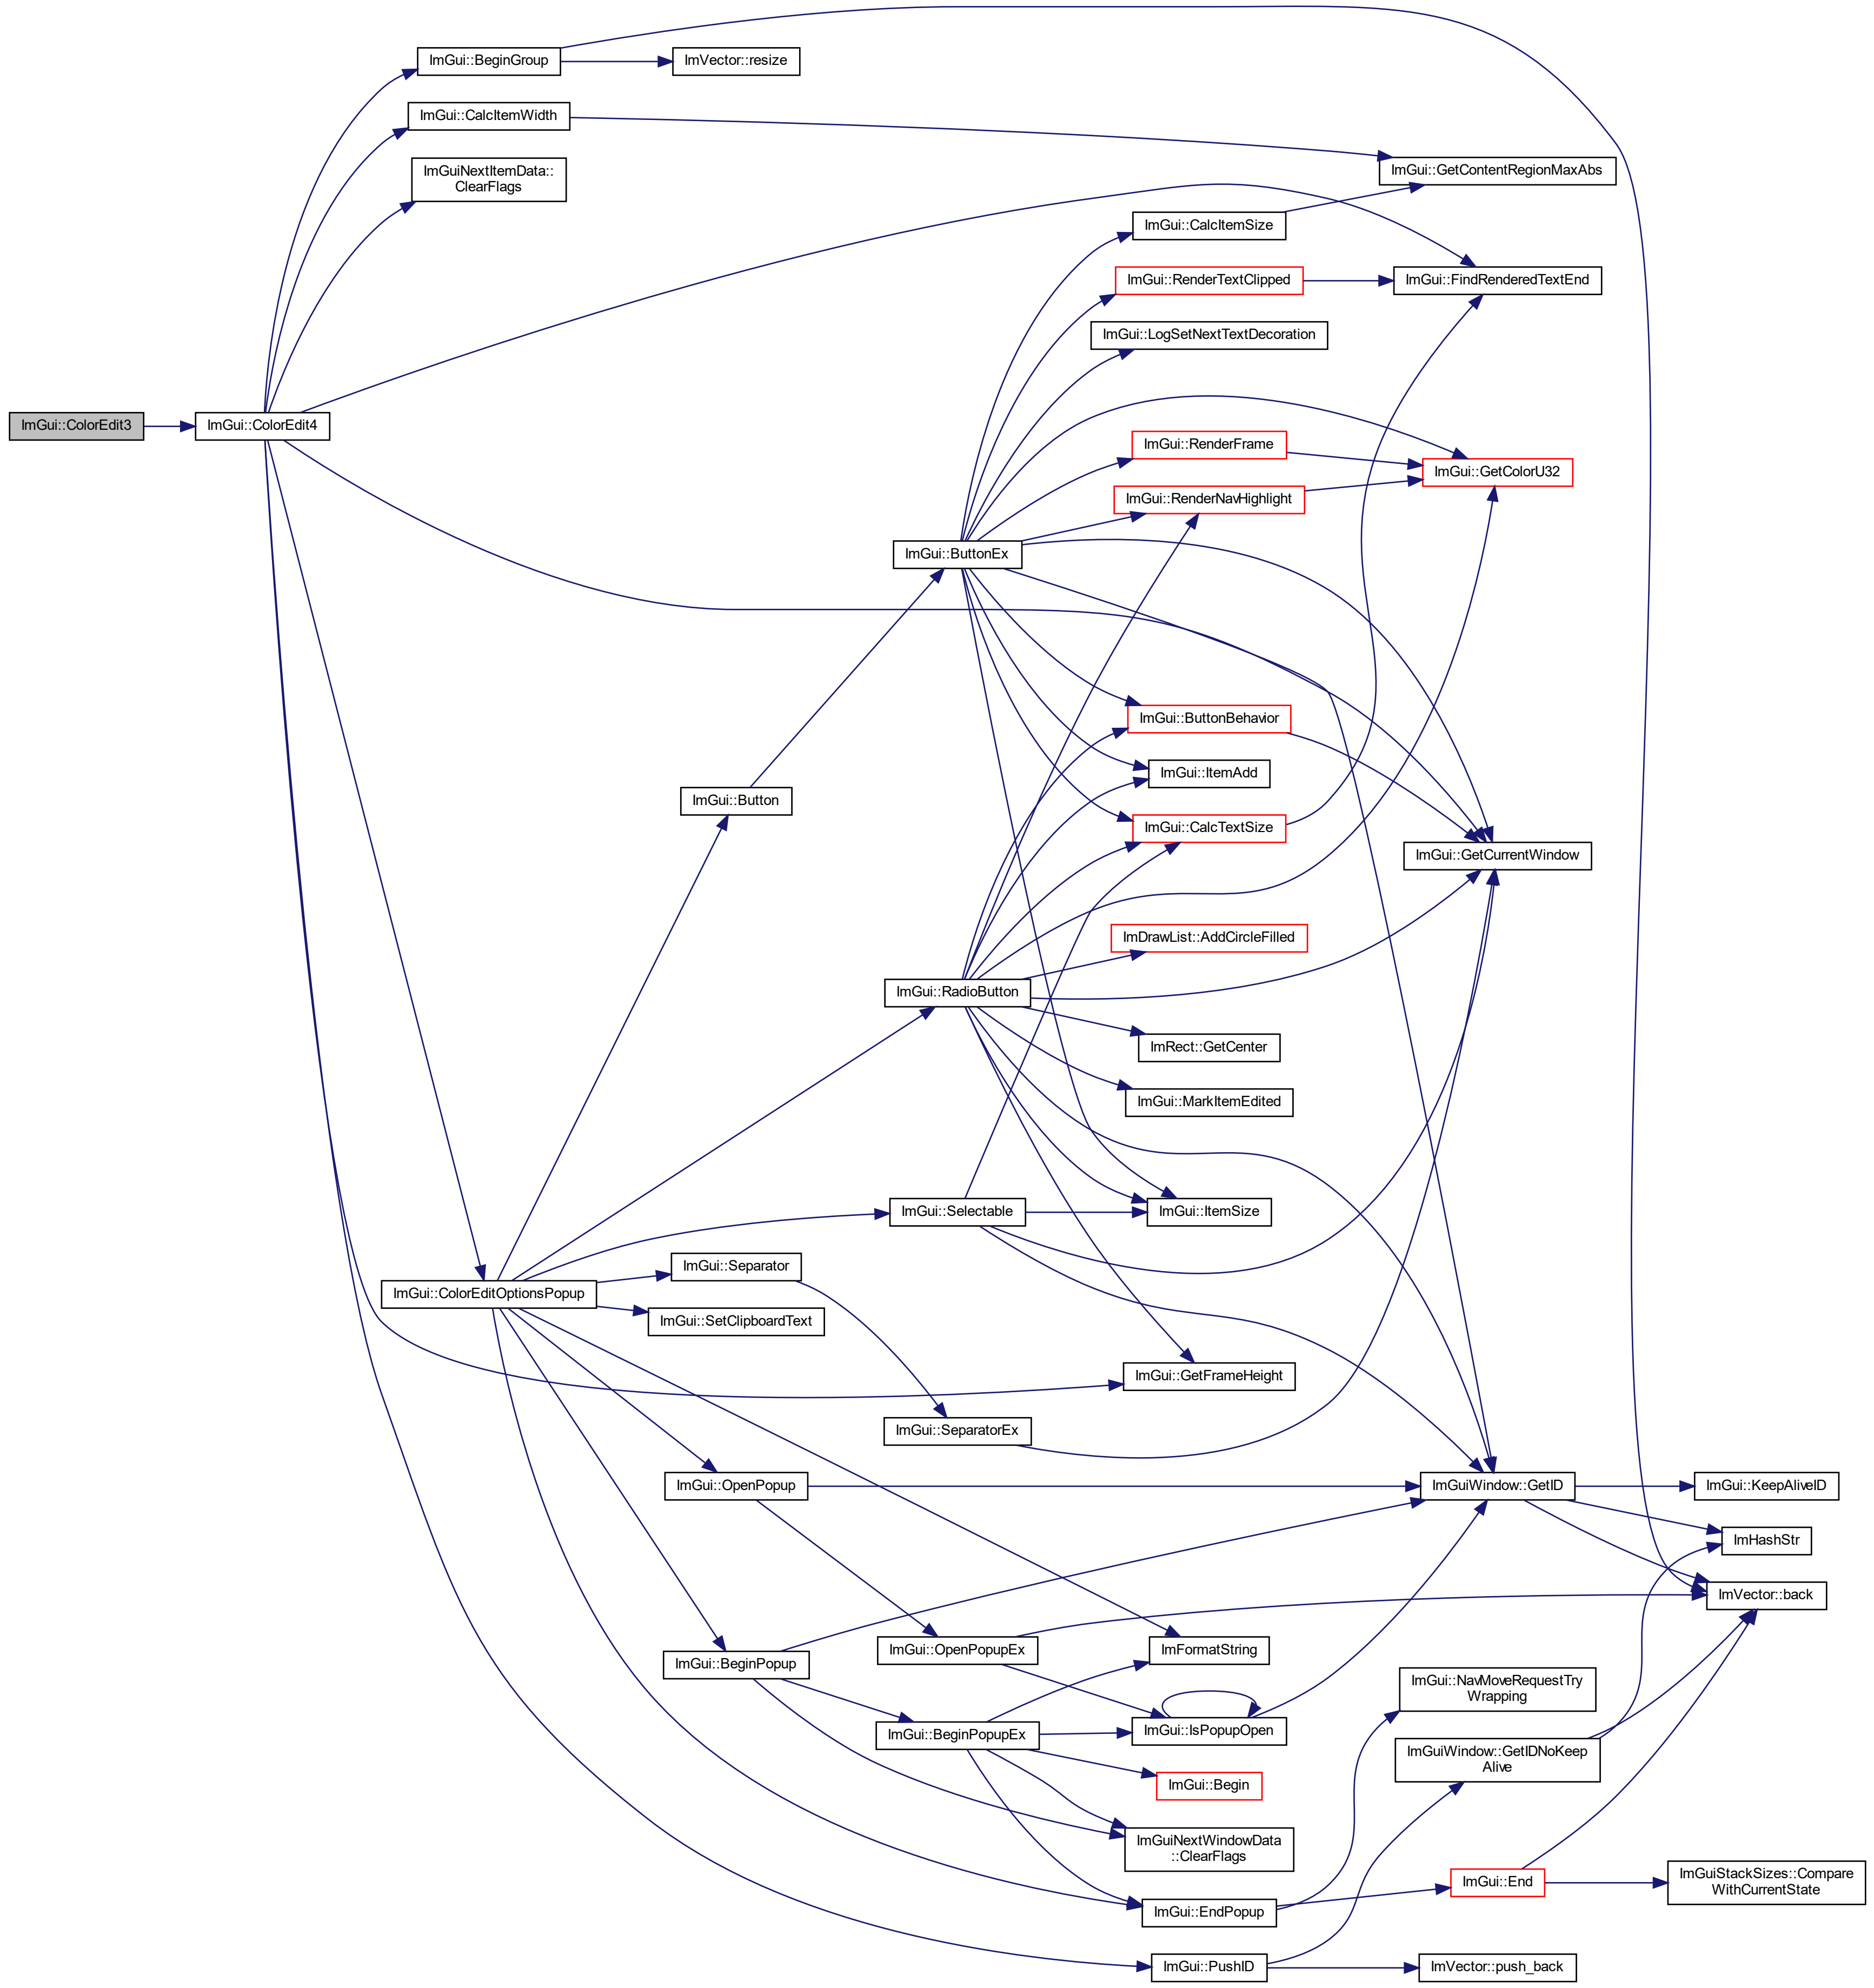 ImGui::BeginGroup
ImVector::resize
ImGui::CalcItemWidth
ImGuiNextItemData::
ClearFlags
ImGui::GetContentRegionMaxAbs
ImGui::CalcItemSize
ImGui::RenderTextClipped
ImGui::FindRenderedTextEnd
ImGui::LogSetNextTextDecoration
ImGui::ColorEdit3
ImGui::ColorEdit4
ImGui::RenderFrame
ImGui::GetColorU32
ImGui::RenderNavHighlight
ImGui::ButtonEx
ImGui::ButtonBehavior
ImGui::ItemAdd
ImGui::Button
ImGui::CalcTextSize
ImGui::GetCurrentWindow
ImDrawList::AddCircleFilled
ImGui::RadioButton
ImRect::GetCenter
ImGui::MarkItemEdited
ImGui::Selectable
ImGui::ItemSize
ImGui::Separator
ImGui::ColorEditOptionsPopup
ImGui::SetClipboardText
ImGui::GetFrameHeight
ImGui::SeparatorEx
ImGui::OpenPopup
ImGuiWindow::GetID
ImGui::KeepAliveID
ImHashStr
ImVector::back
ImGui::OpenPopupEx
ImFormatString
ImGui::BeginPopup
ImGui::NavMoveRequestTry
Wrapping
ImGui::BeginPopupEx
ImGui::IsPopupOpen
ImGuiWindow::GetIDNoKeep
Alive
ImGui::Begin
ImGuiNextWindowData
::ClearFlags
ImGui::End
ImGuiStackSizes::Compare
WithCurrentState
ImGui::EndPopup
ImGui::PushID
ImVector::push_back